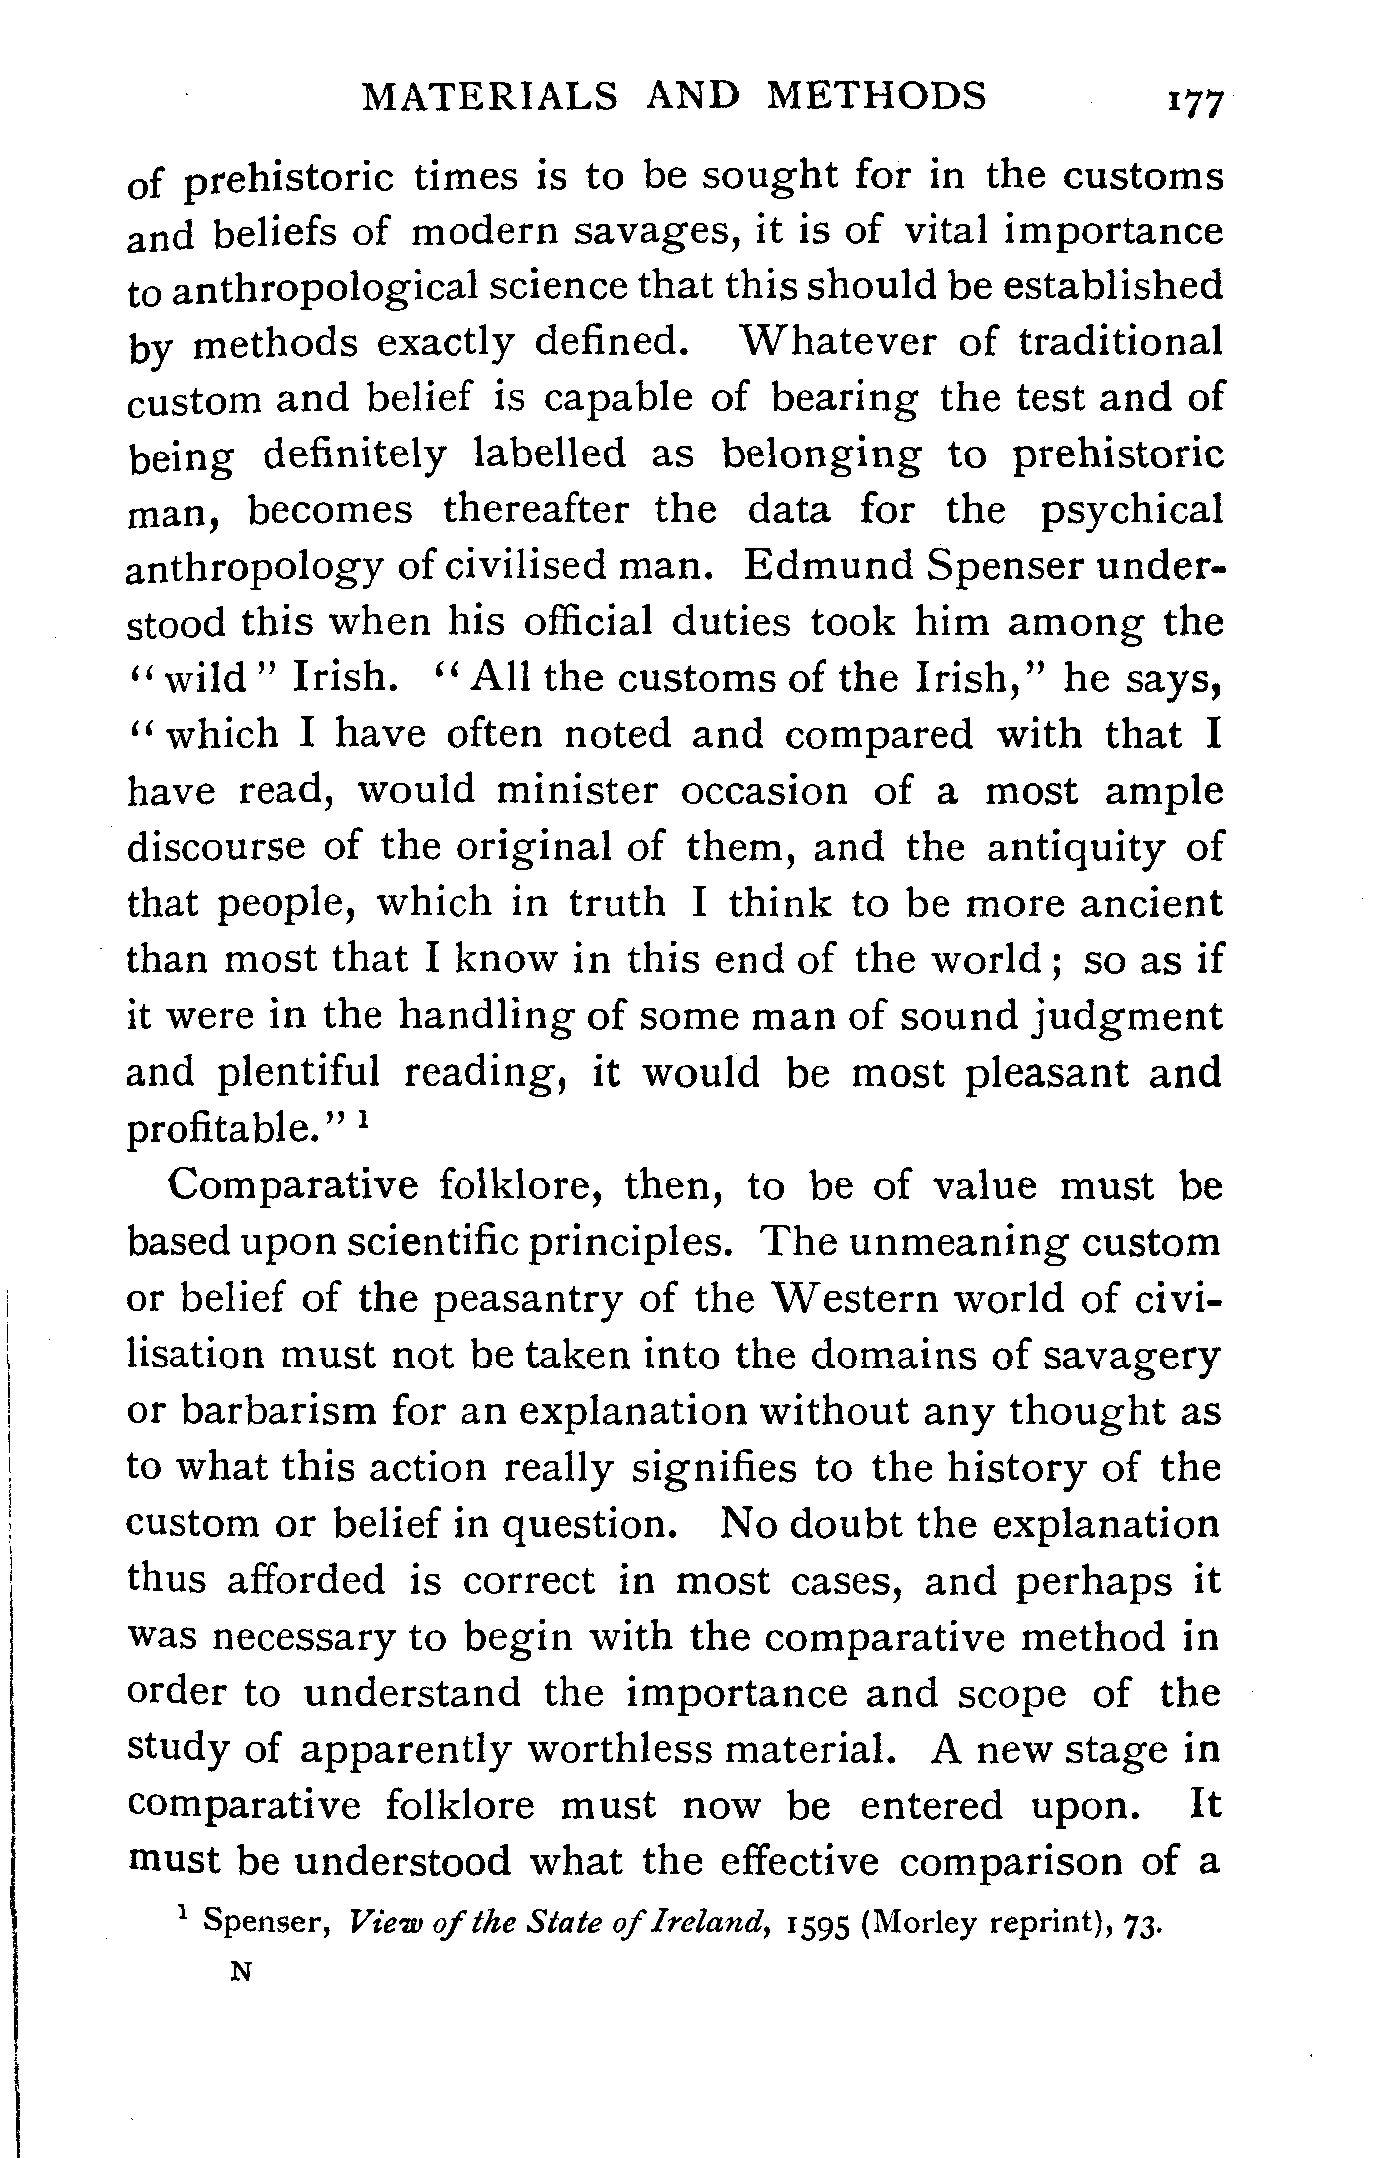 MATERIALS AND METHODS 177
of prehistoric times is to be sought for in the customs
and beliefs of modern savages, it is of vital importance
to anthropological science that this should be established
by methods exactly defined. Whatever of traditional
custom and belief is capable of bearing the test and of
being definitely labelled as belonging to prehistoric
man, becomes thereafter the data for the psychical
anthropology of civilised man. Edmund Spenser under-
stood this when his official duties took him among the
“wild” Irish. “All the customs of the Irish,” he says,
“which I have often noted and compared with that I
have read, would minister occasion of a most ample
discourse of the original of them, and the antiquity of
that people, which in truth I think to be more ancient
than most that I know in this end of the world; so as if
it were in the handling of some man of sound judgment
and plentiful reading, it would be most pleasant and
profitable.” ¹
Comparative folklore, then, to be of value must be
based upon scientific principles. The unmeaning custom
or belief of the peasantry of the Western world of civi-
lisation must not be taken into the domains of savagery
or barbarism for an explanation without any thought as
to what this action really signifies to the history of the
custom or belief in question. No doubt the explanation
thus afforded is correct in most cases, and perhaps it
was necessary to begin with the comparative method in
order to understand the importance and scope of the
study of apparently worthless material. A new stage in
comparative folklore must now be entered upon. It
must be understood what the effective comparison of a
¹ Spenser, View of the State of Ireland, 1595 (Morley reprint), 73.
N